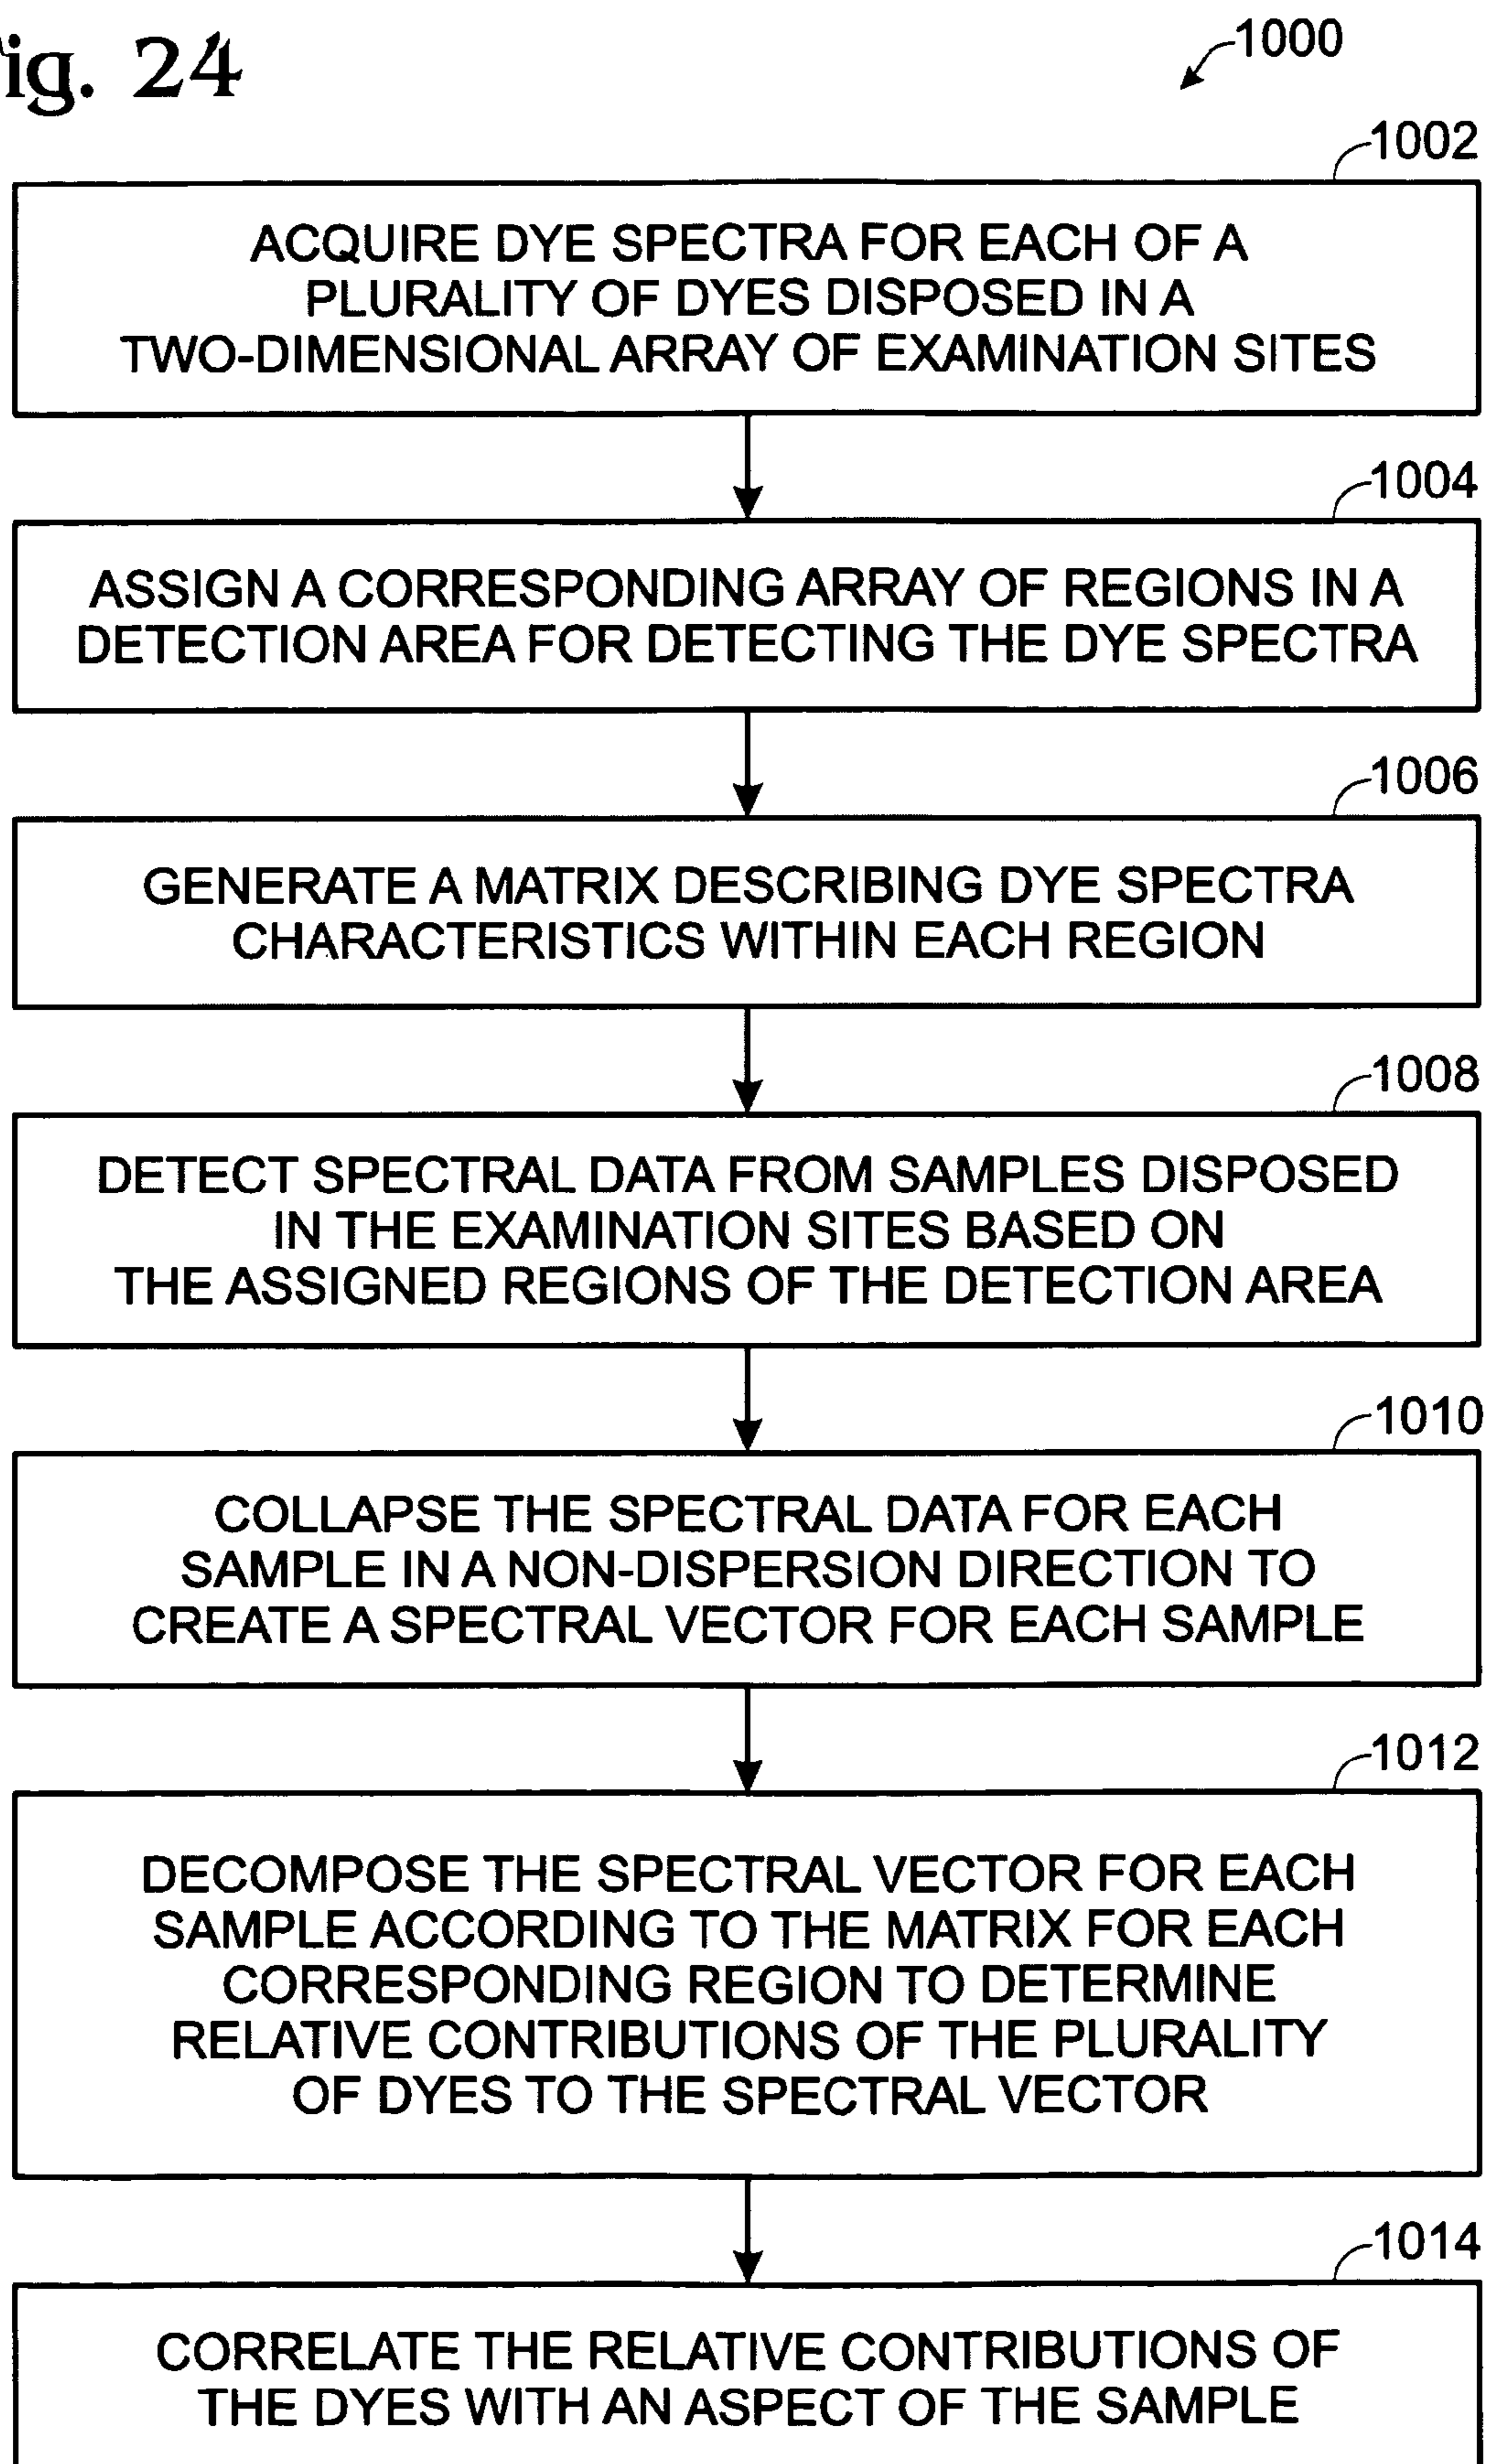 ig. 24
1000
1002
ACQUIRE DYE SPECTRA FOR EACH OF A
PLURALITY OF DYES DISPOSED IN A
TWO-DIMENSIONAL ARRAY OF EXAMINATION SITES
1004
ASSIGN A CORRESPONDING ARRAY OF REGIONS IN A
DETECTION AREA FOR DETECTING THE DYE SPECTRA
1006
GENERATE A MATRIX DESCRIBING DYE SPECTRA
CHARACTERISTICS WITHIN EACH REGION
1008
DETECT SPECTRAL DATA FROM SAMPLES DISPOSED
IN THE EXAMINATION SITES BASED ON
THE ASSIGNED REGIONS OF THE DETECTION AREA
1010
COLLAPSE THE SPECTRAL DATA FOR EACH
SAMPLE IN A NON-DISPERSION DIRECTION TO
CREATE A SPECTRAL VECTOR FOR EACH SAMPLE
1012
DECOMPOSE THE SPECTRAL VECTOR FOR EACH
SAMPLE ACCORDING TO THE MATRIX FOR EACH
CORRESPONDING REGION TO DETERMINE
RELATIVE CONTRIBUTIONS OF THE PLURALITY
OF DYES TO THE SPECTRAL VECTOR
1014
CORRELATE THE RELATIVE CONTRIBUTIONS OF
THE DYES WITH AN ASPECT OF THE SAMPLE